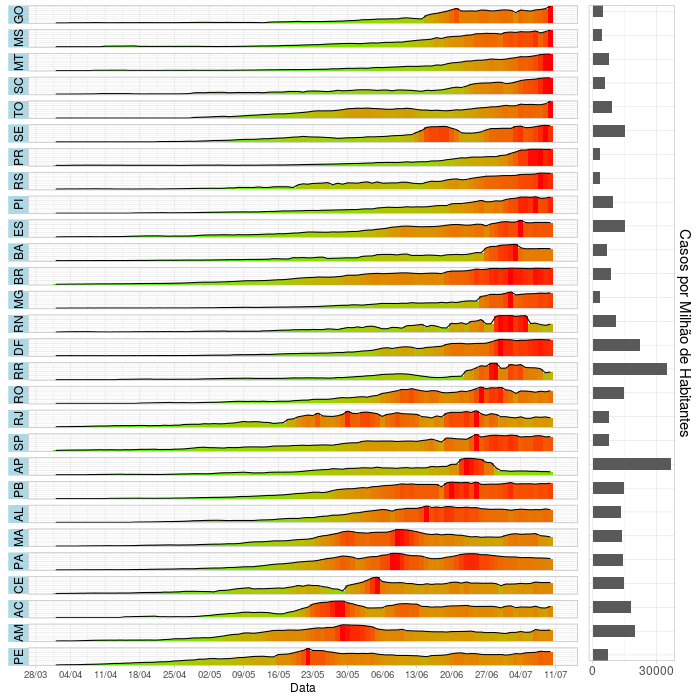 GO
MS
MT
SC
TO
SE
PR
RS
PI
ES
BA
BR
MG
RN
DF
RR
RO
RJ
SP
AP
PB
AL
MA
PA
CE
AC
AM
PE
28/03 04/04 11/04 18/04 25/04 02/05 09/05 16/05 23/05 30/05 06/06 13/06 20/06 27/06 04/07 11/07
Data
0 30000
Casos por Milhão de Habitantes